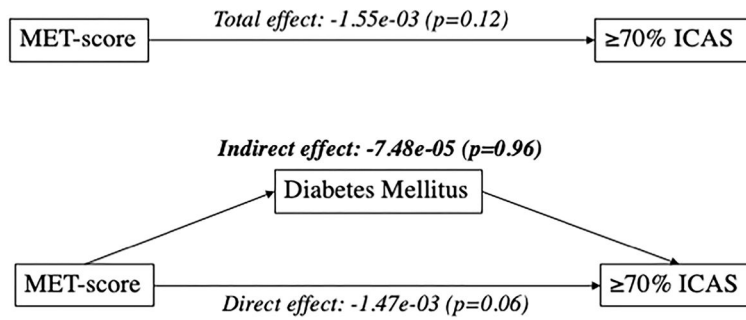 Total effect: -1.55e-03 (p=0.12)
MET-score
≥70% ICAS
Indirect effect: -7.48e-05 (p=0.96)
Diabetes Mellitus
MET-score
≥70% ICAS
Direct effect: -1.47e-03 (p=0.06)